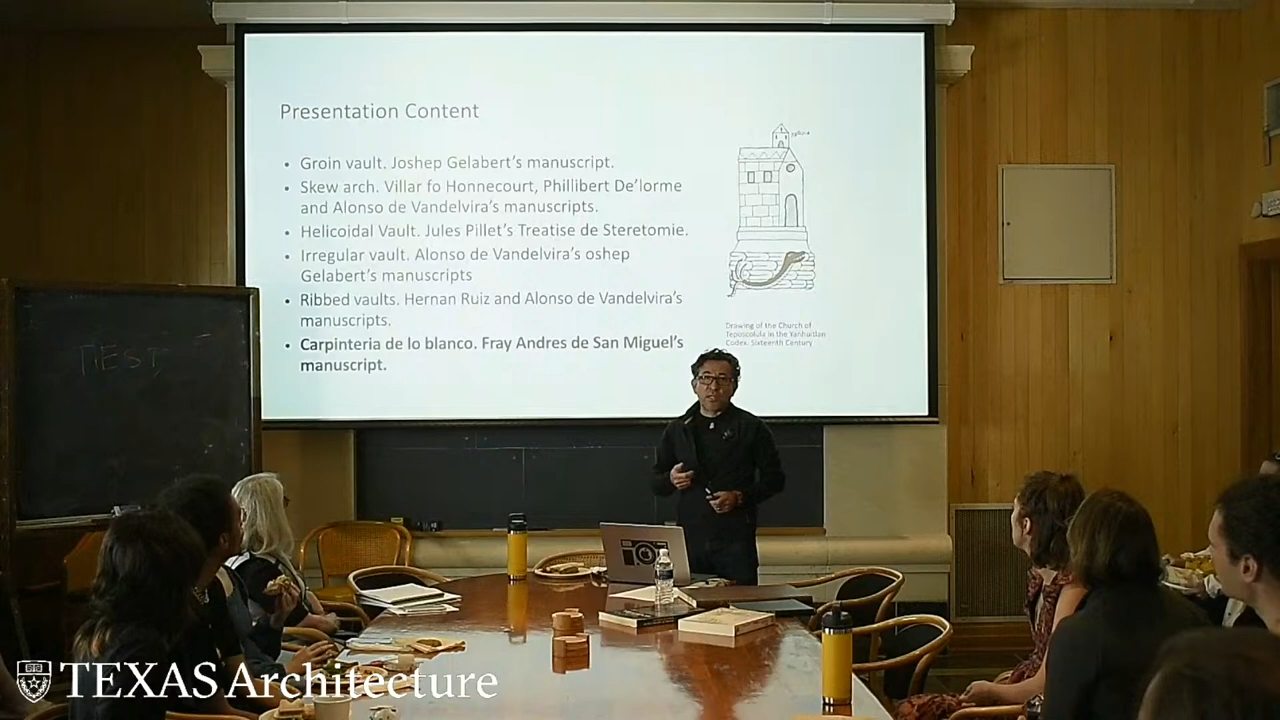 Presentation Content
• Groin vault. Joshep Gelabert's manuscript.
• Skew arch. Villar fo Honnecourt, Phillibert De'lorme
and Alonso de Vandelvira's manuscripts.
• Helicoidal Vault. Jules Pillet's Treatise de Steretomie.
• Irregular vault. Alonso de Vandelvira's oshep
Gelabert's manuscripts
• Ribbed vaults. Hernan Ruiz and Alonso de Vandelvira's
manuscripts.
• Carpinteria de lo blanco. Fray Andres de San Miguel's
manuscript.
Drawing of the Church of
Teposcolula in the Yanhuitlan
Codex. Sixteenth Century
TEXAS Architecture